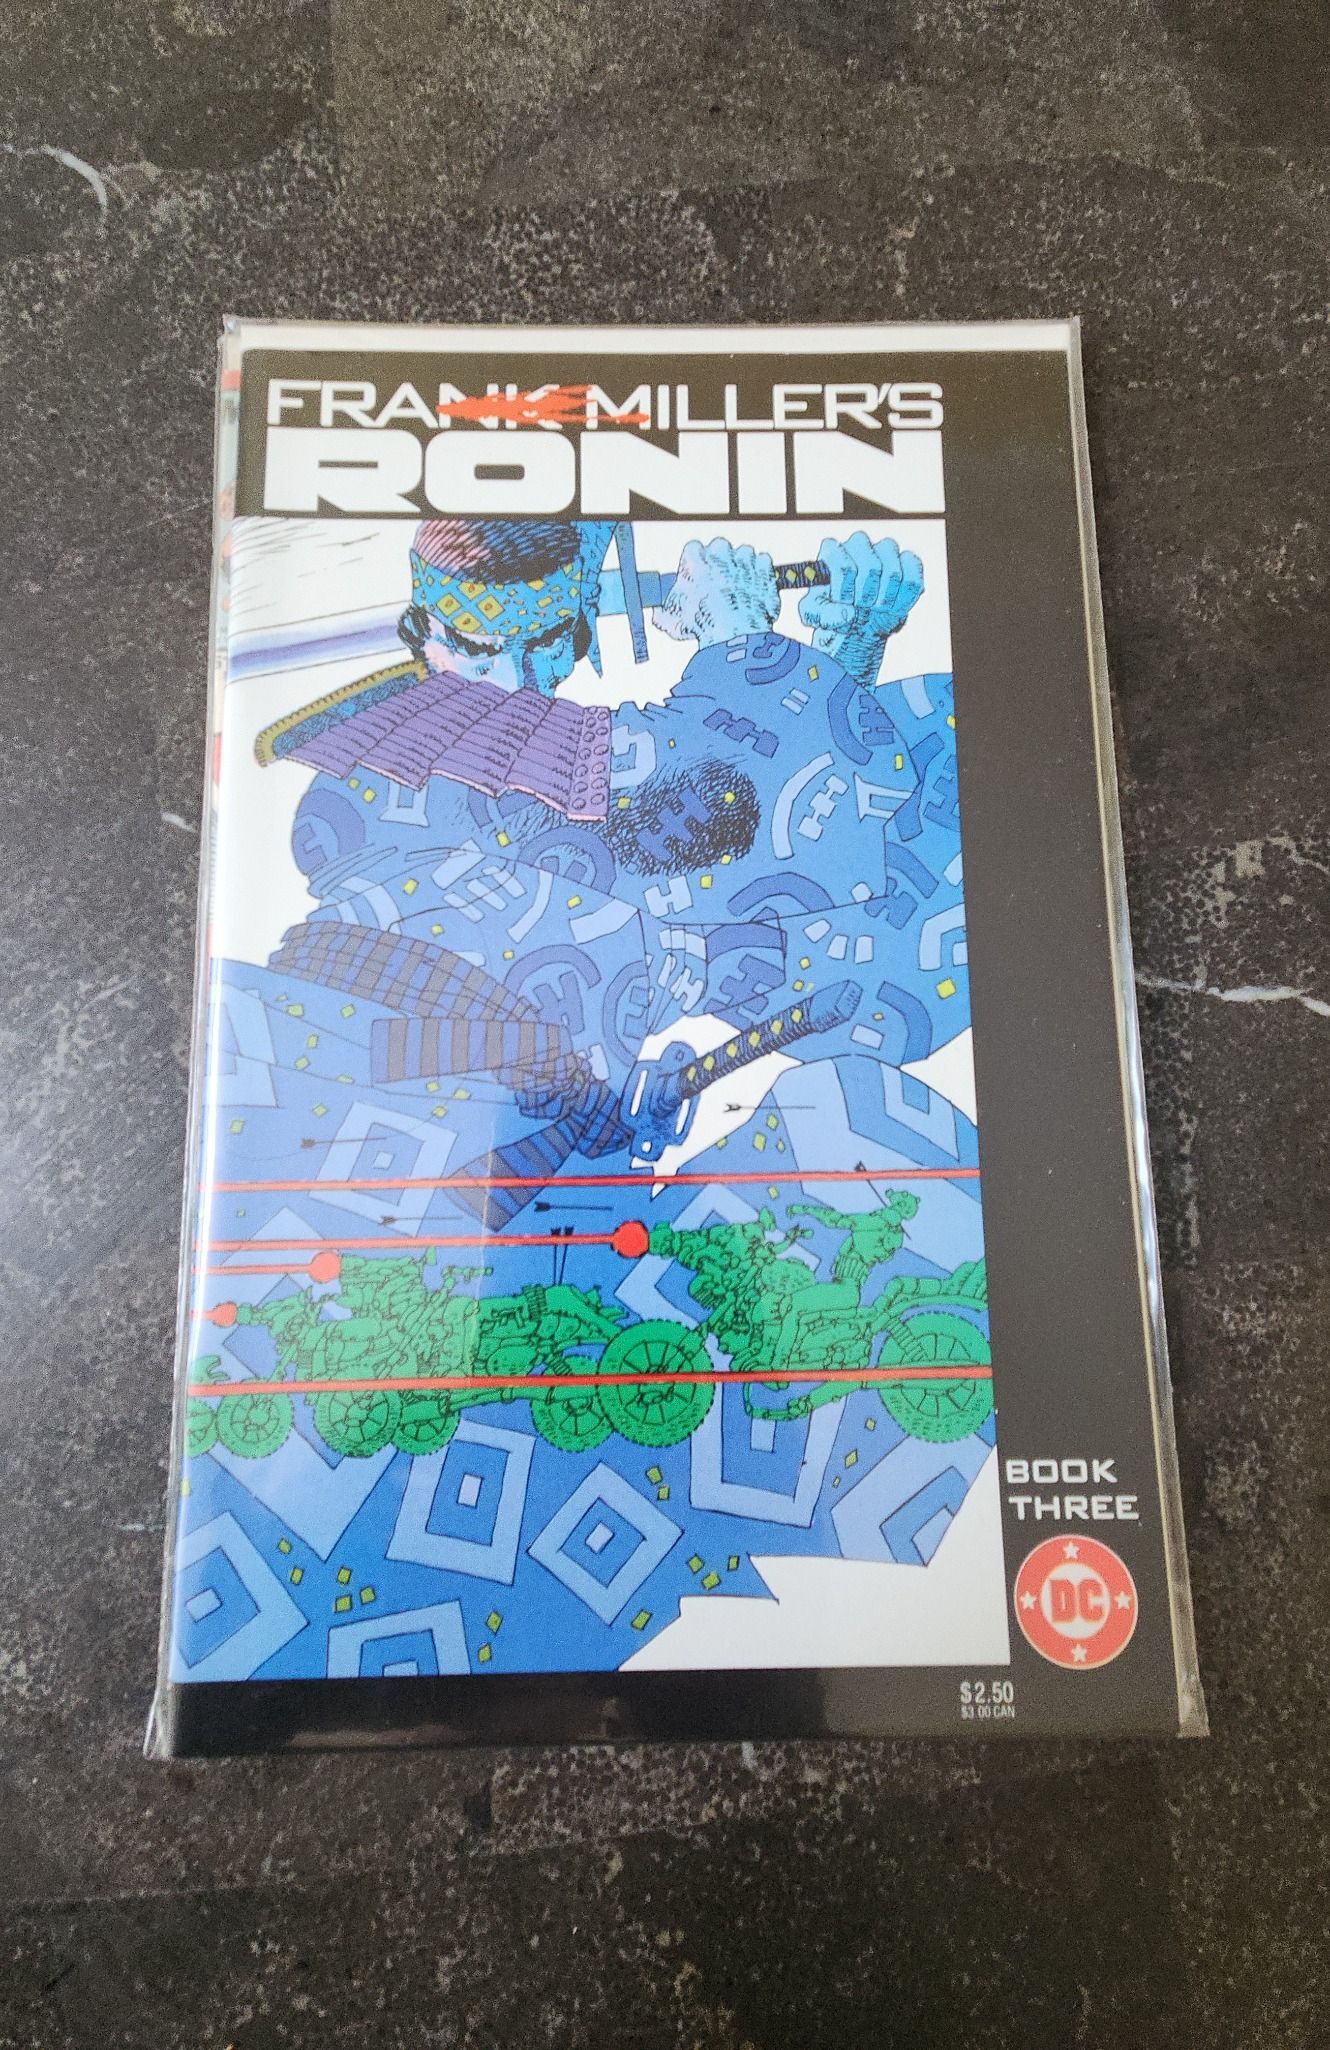 FRANK MILLER'S
RONIN
BOOK
THREE
DC
$2.50
$3.00 CAN